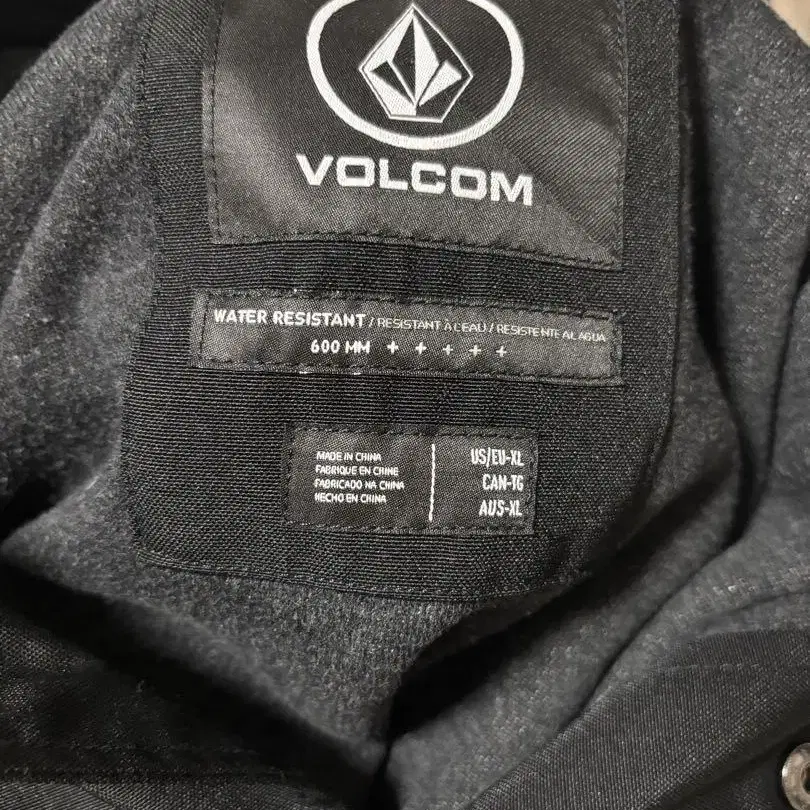 VOLCOM
WATER RESISTANT / RESISTANT À L'EAU / RESISTENTE AL AGUA
600 MM + + + + +
MADE IN CHINA
FABRIQUE EN CHINE
FABRICADO NA CHINA
HECHO EN CHINA
US/EU-XL
CAN-TG
AUS-XL